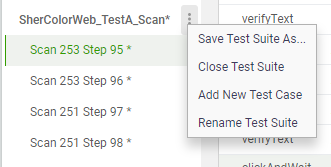 SherColorWeb_TestA_Scan*
Scan 253 Step 95 *
Scan 253 Step 96 *
Scan 251 Step 97 *
Scan 251 Step 98 *
Save Test Suite As...
Close Test Suite
Add New Test Case
Rename Test Suite
verifyText
verifyText
clickAndWait